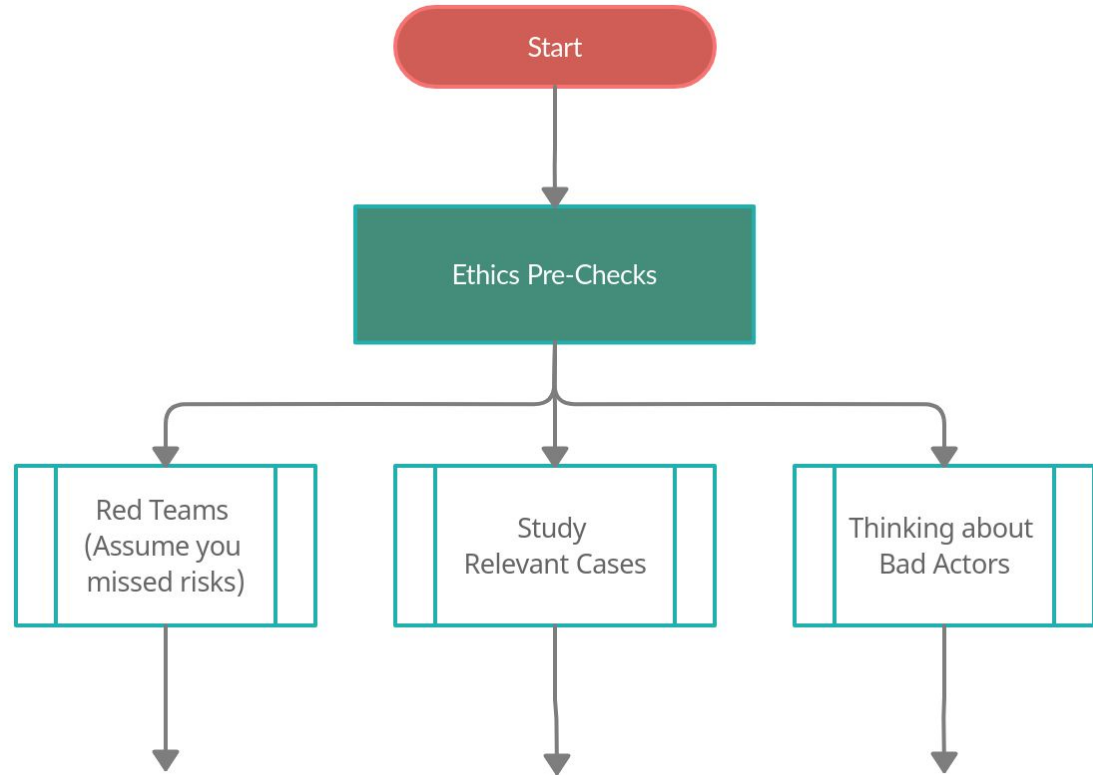 Start
Ethics Pre-Checks
Red Teams
(Assume you
missed risks)
Study
Relevant Cases
Thinking about
Bad Actors